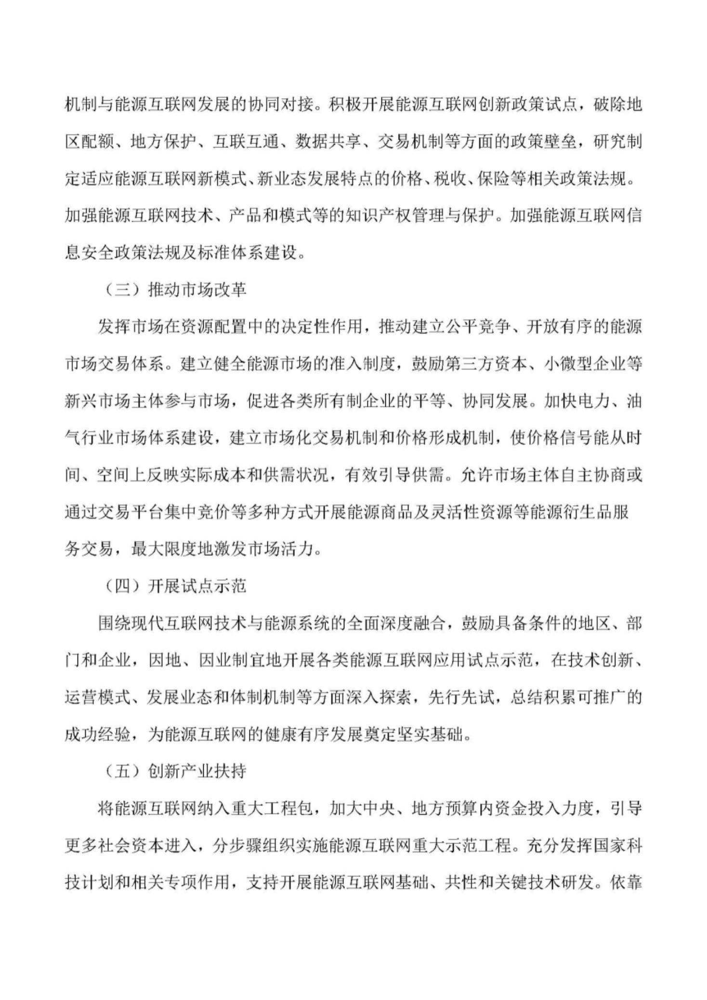 机制与能源互联网发展的协同对接。积极开展能源互联网创新政策试点，破除地
区配额、地方保护、互联互通、数据共享、交易机制等方面的政策壁垒，研究制
定适应能源互联网新模式、新业态发展特点的价格、税收、保险等相关政策法规。
加强能源互联网技术、产品和模式等的知识产权管理与保护。加强能源互联网信
息安全政策法规及标准体系建设。
（三）推动市场改革
发挥市场在资源配置中的决定性作用，推动建立公平竞争、开放有序的能源
市场交易体系。建立健全能源市场的准入制度，鼓励第三方资本、小微型企业等
新兴市场主体参与市场，促进各类所有制企业的平等、协同发展。加快电力、油
气行业市场体系建设，建立市场化交易机制和价格形成机制，使价格信号能从时
间、空间上反映实际成本和供需状况，有效引导供需。允许市场主体自主协商或
通过交易平台集中竞价等多种方式开展能源商品及灵活性资源等能源衍生品服
务交易，最大限度地激发市场活力。
（四）开展试点示范
围绕现代互联网技术与能源系统的全面深度融合，鼓励具备条件的地区、部
门和企业，因地、因业制宜地开展各类能源互联网应用试点示范，在技术创新、
运营模式、发展业态和体制机制等方面深入探索，先行先试，总结积累可推广的
成功经验，为能源互联网的健康有序发展奠定坚实基础。
（五）创新产业扶持
将能源互联网纳入重大工程包，加大中央、地方预算内资金投入力度，引导
更多社会资本进入，分步骤组织实施能源互联网重大示范工程。充分发挥国家科
技计划和相关专项作用，支持开展能源互联网基础、共性和关键技术研发。依靠